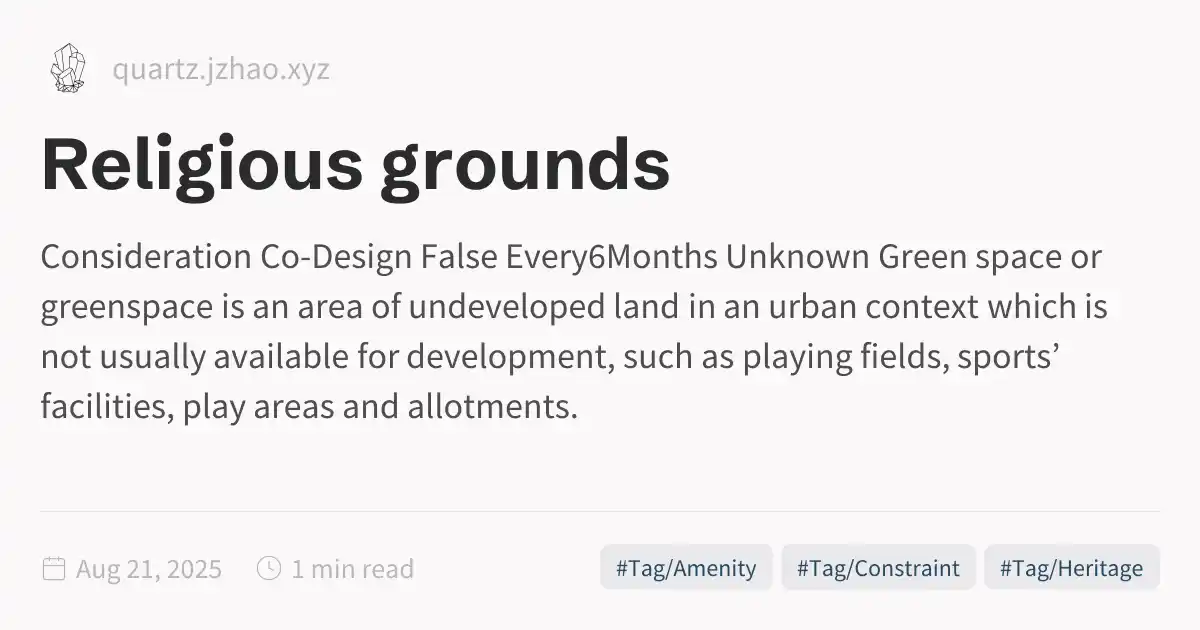 quartz.jzhao.xyz
Religious grounds
Consideration Co-Design False Every6Months Unknown Green space or
greenspace is an area of undeveloped land in an urban context which is
not usually available for development, such as playing fields, sports’
facilities, play areas and allotments.
Aug 21, 2025 1 min read #Tag/Amenity #Tag/Constraint #Tag/Heritage